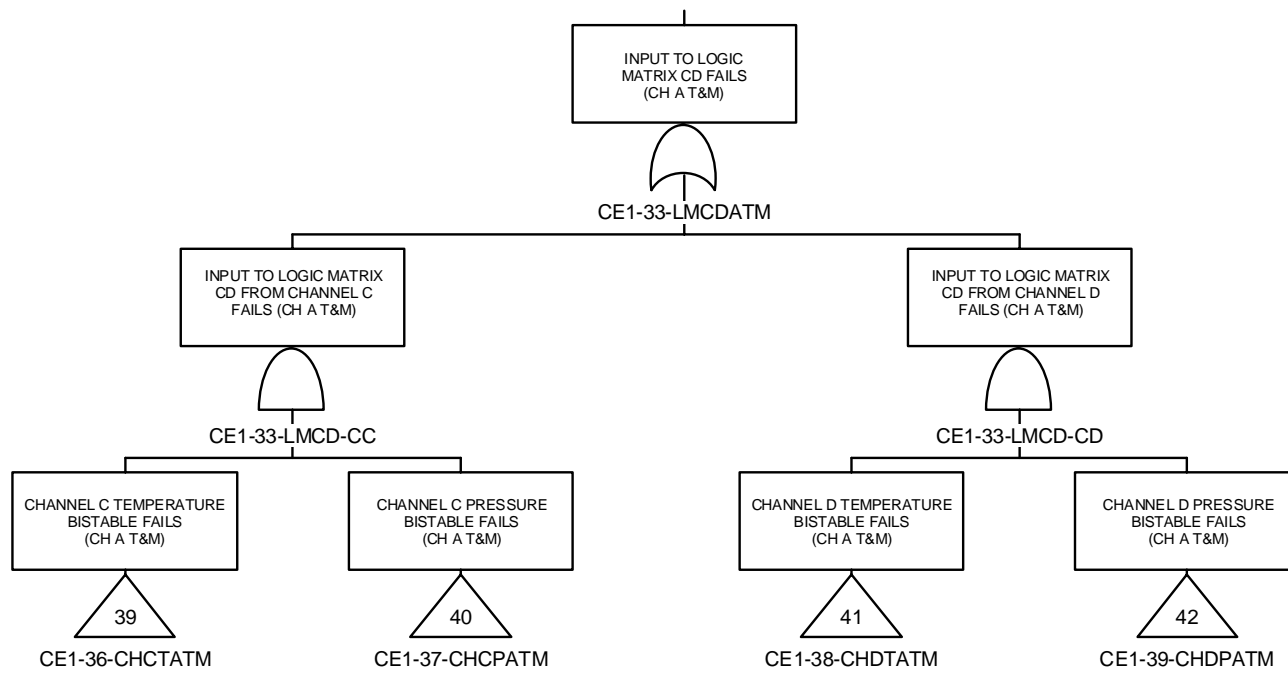 INPUT TO LOGIC
MATRIX CD FAILS
(CH A T&M)
CE1-33-LMCDATM
INPUT TO LOGIC MATRIX
CD FROM CHANNEL C
FAILS (CH A T&M)
INPUT TO LOGIC MATRIX
CD FROM CHANNEL D
FAILS (CH A T&M)
CE1-33-LMCD-CC
CE1-33-LMCD-CD
CHANNEL C TEMPERATURE
BISTABLE FAILS
(CH A T&M)
CHANNEL C PRESSURE
BISTABLE FAILS
(CH A T&M)
CHANNEL D TEMPERATURE
BISTABLE FAILS
(CH A T&M)
CHANNEL D PRESSURE
BISTABLE FAILS
(CH A T&M)
39
40
41
42
CE1-36-CHCTATM
CE1-37-CHCPATM
CE1-38-CHDTATM
CE1-39-CHDPATM